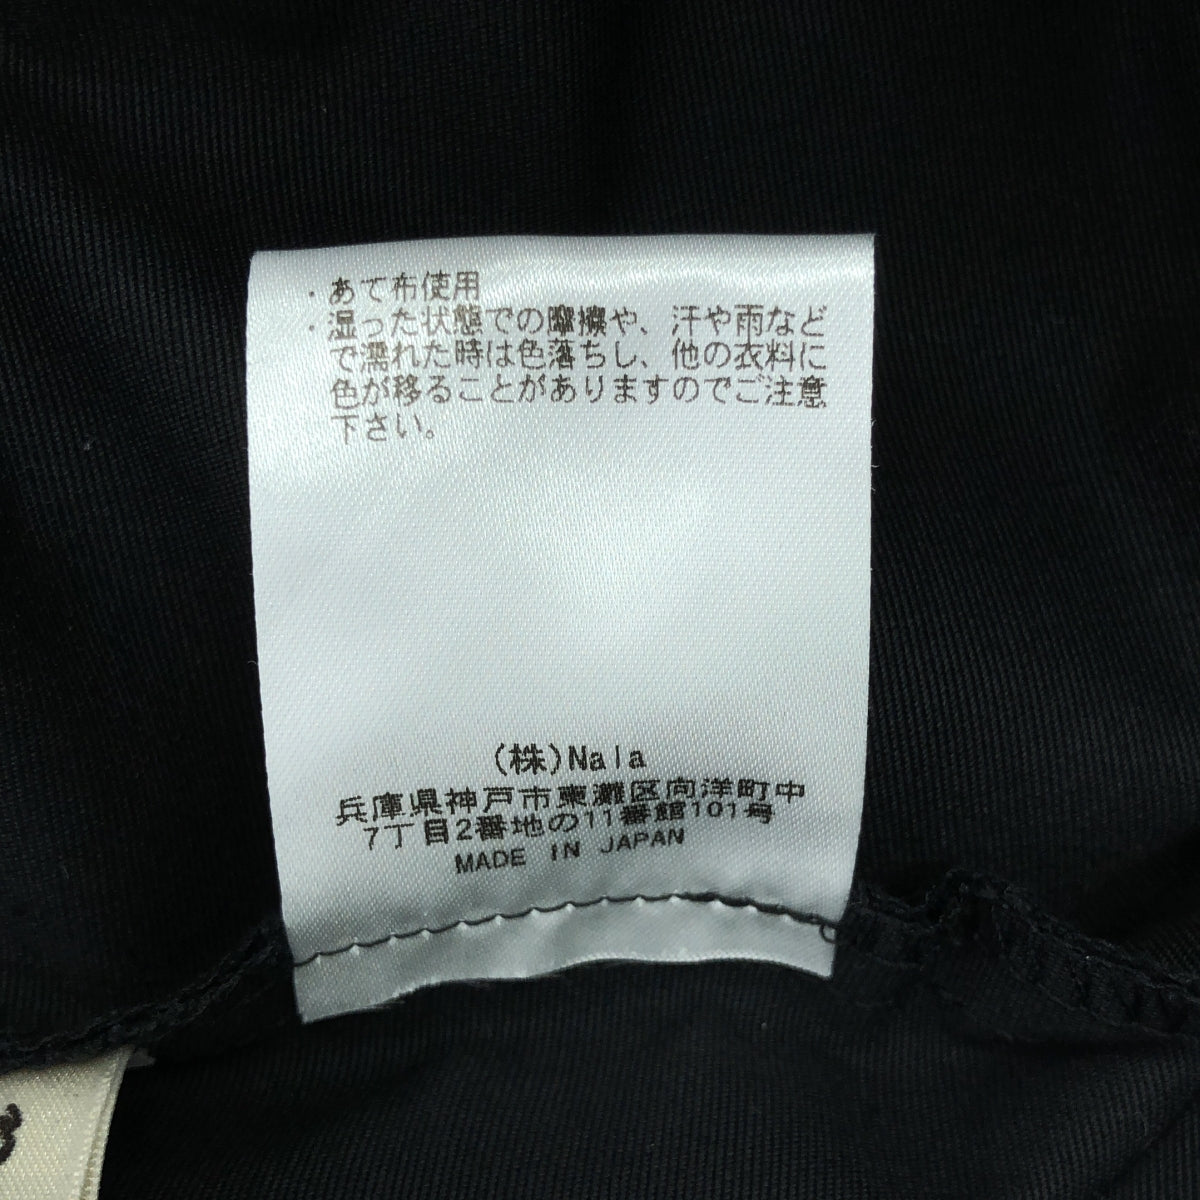 ・あて布使用
・湿った状態での摩擦や、汗や雨など
で濡れた時は色落ちし、他の衣料に
色が移ることがありますのでご注意
下さい。
(株)Nala
兵庫県神戸市東灘区向洋町中
7丁目2番地の11番館101号
MADE IN JAPAN